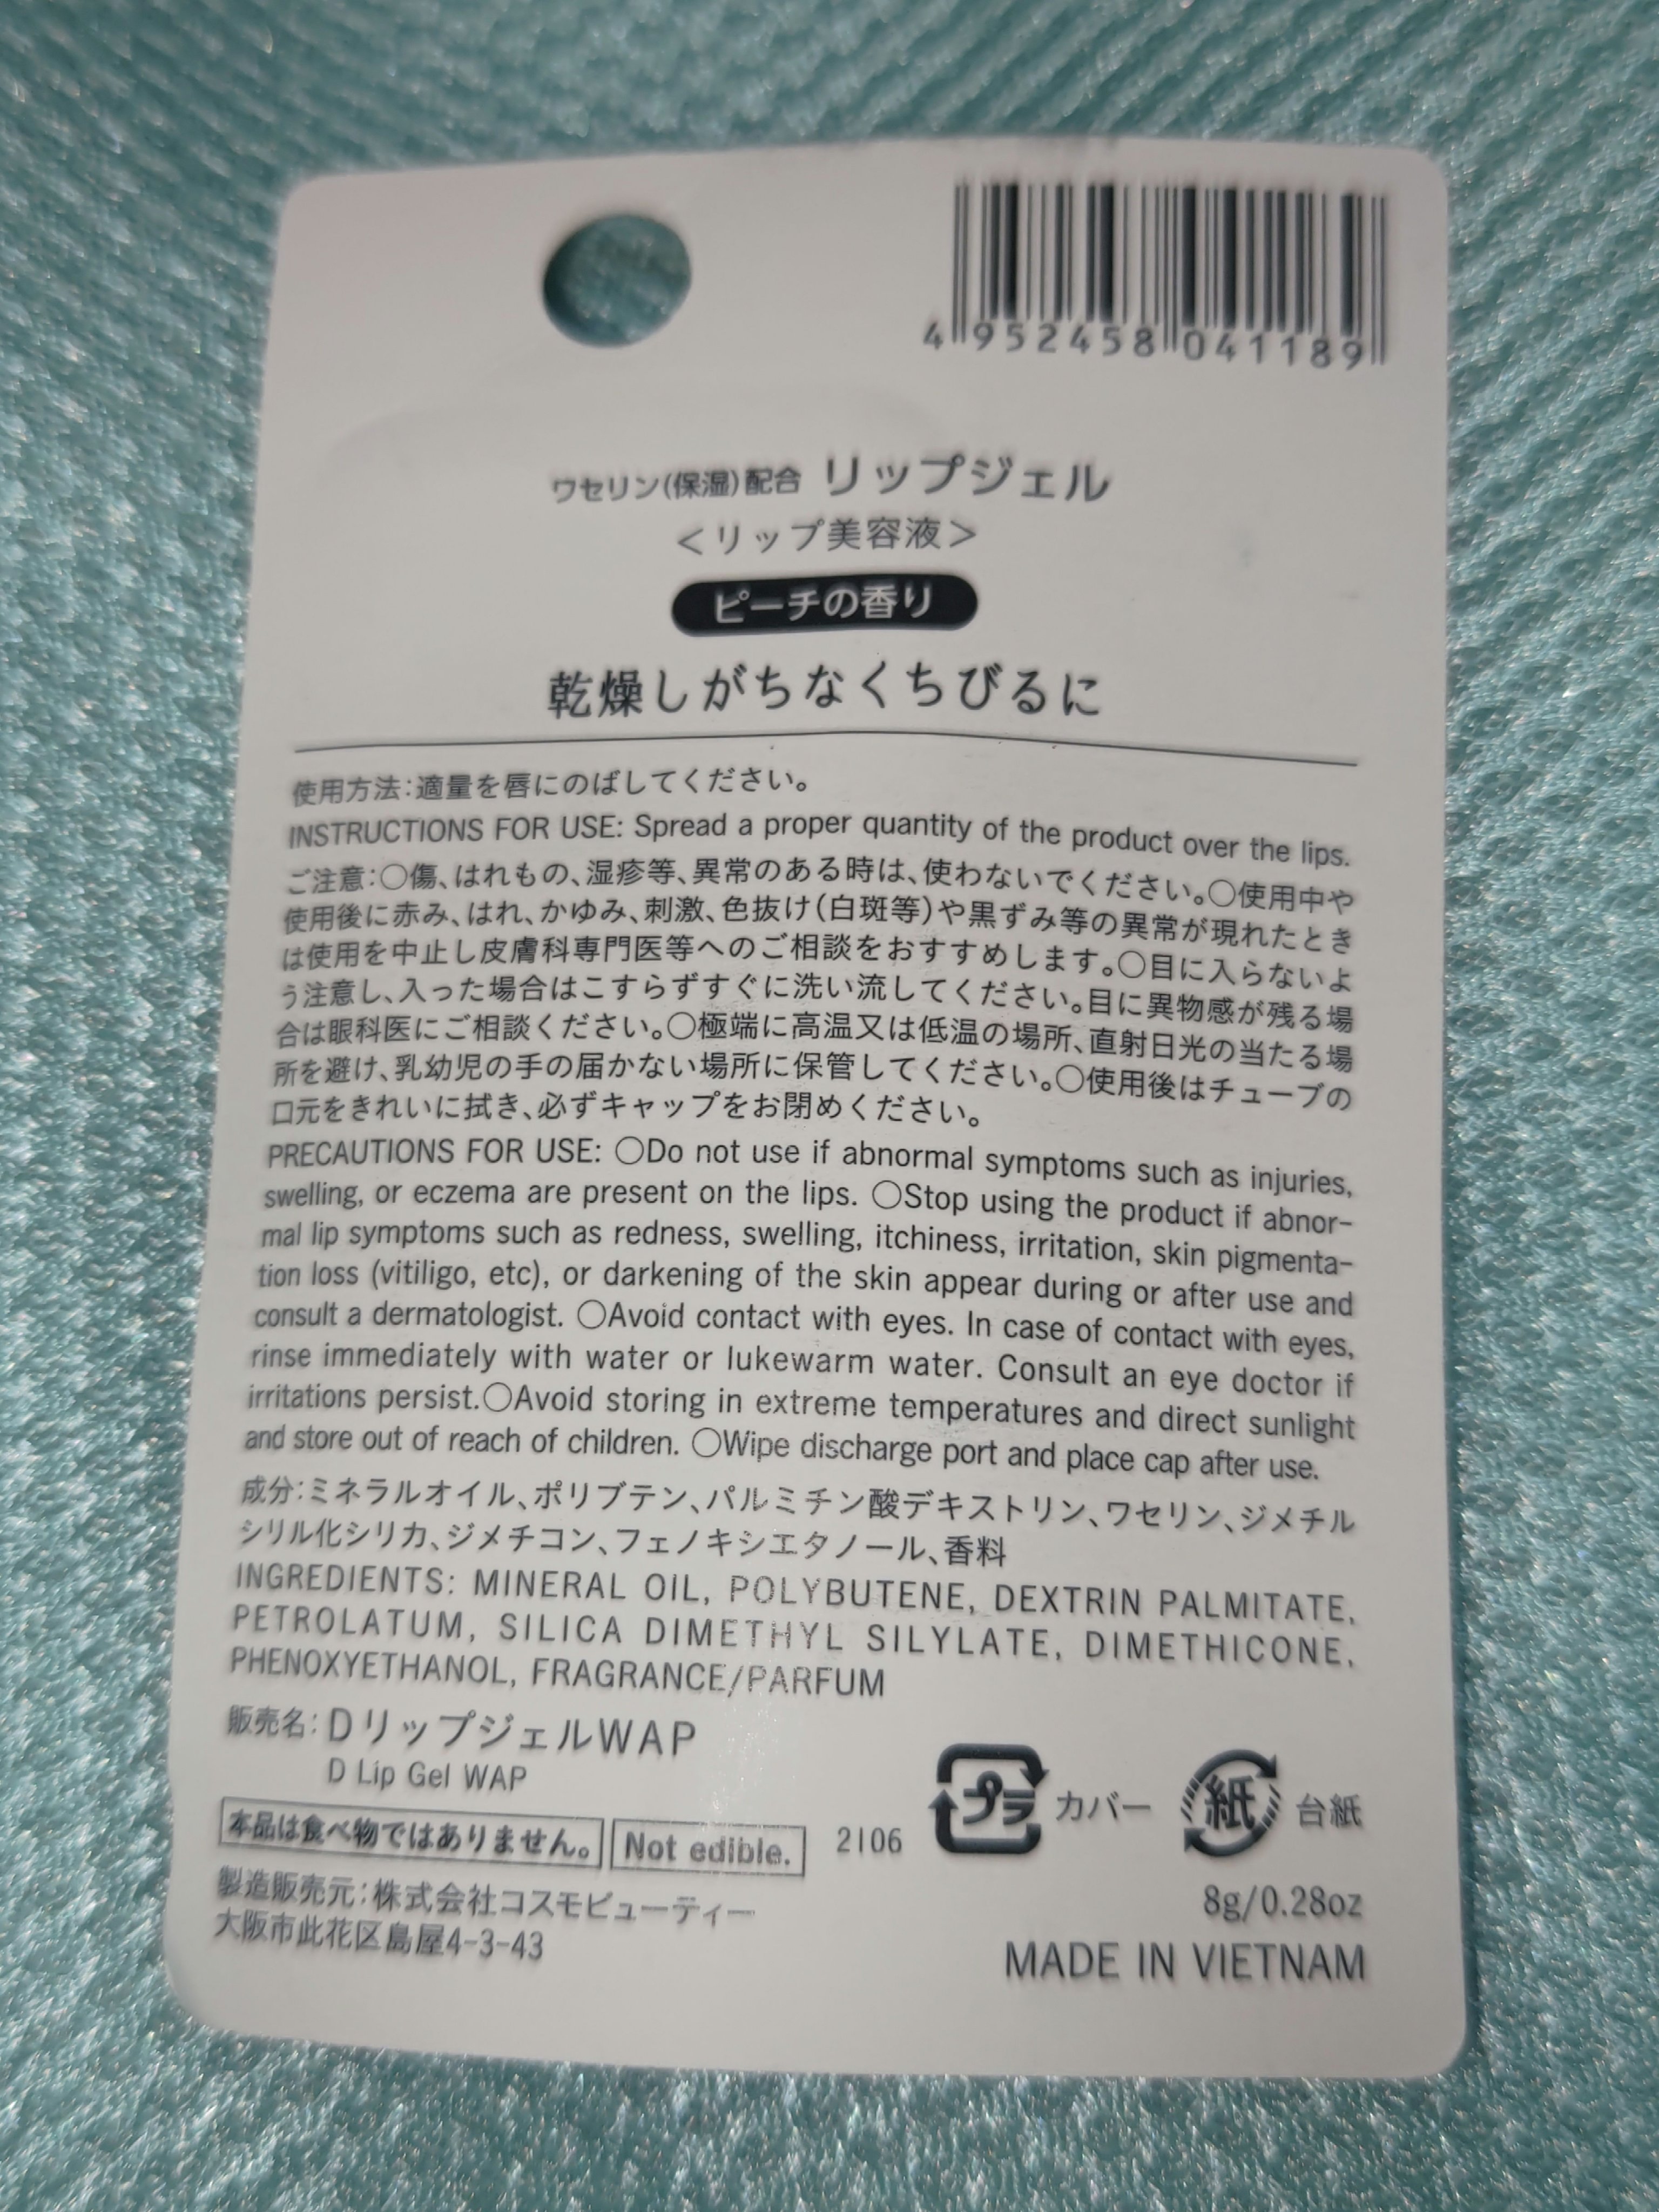 4 952458 041189
ワセリン(保湿)配合 リップジェル
＜リップ美容液＞
ピーチの香り
乾燥しがちなくちびるに
使用方法:適量を唇にのばしてください。
INSTRUCTIONS FOR USE: Spread a proper quantity of the product over the lips.
ご注意:○傷、はれもの、湿疹等、異常のある時は、使わないでください。○使用中や
使用後に赤み、はれ、かゆみ、刺激、色抜け(白斑等)や黒ずみ等の異常が現れたとき
は使用を中止し皮膚科専門医等へのご相談をおすすめします。○目に入らないよ
う注意し、入った場合はこすらずすぐに洗い流してください。目に異物感が残る場
合は眼科医にご相談ください。○極端に高温又は低温の場所、直射日光の当たる場
所を避け、乳幼児の手の届かない場所に保管してください。○使用後はチューブの
口元をきれいに拭き、必ずキャップをお閉めください。
PRECAUTIONS FOR USE: ○Do not use if abnormal symptoms such as injuries,
swelling, or eczema are present on the lips. ○Stop using the product if abnor-
mal lip symptoms such as redness, swelling, itchiness, irritation, skin pigmenta-
tion loss (vitiligo, etc), or darkening of the skin appear during or after use and
consult a dermatologist. ○Avoid contact with eyes. In case of contact with eyes,
rinse immediately with water or lukewarm water. Consult an eye doctor if
irritations persist.○Avoid storing in extreme temperatures and direct sunlight
and store out of reach of children. ○Wipe discharge port and place cap after use.
成分:ミネラルオイル、ポリブテン、パルミチン酸デキストリン、ワセリン、ジメチル
シリル化シリカ、ジメチコン、フェノキシエタノール、香料
INGREDIENTS: MINERAL OIL, POLYBUTENE, DEXTRIN PALMITATE,
PETROLATUM, SILICA DIMETHYL SILYLATE, DIMETHICONE,
PHENOXYETHANOL, FRAGRANCE/PARFUM
販売名:DリップジェルWAP
D Lip Gel WAP
本品は食べ物ではありません。 Not edible. 2106
プラ カバー 紙 台紙
製造販売元:株式会社コスモビューティー
大阪市此花区島屋4-3-43
8g/0.28oz
MADE IN VIETNAM